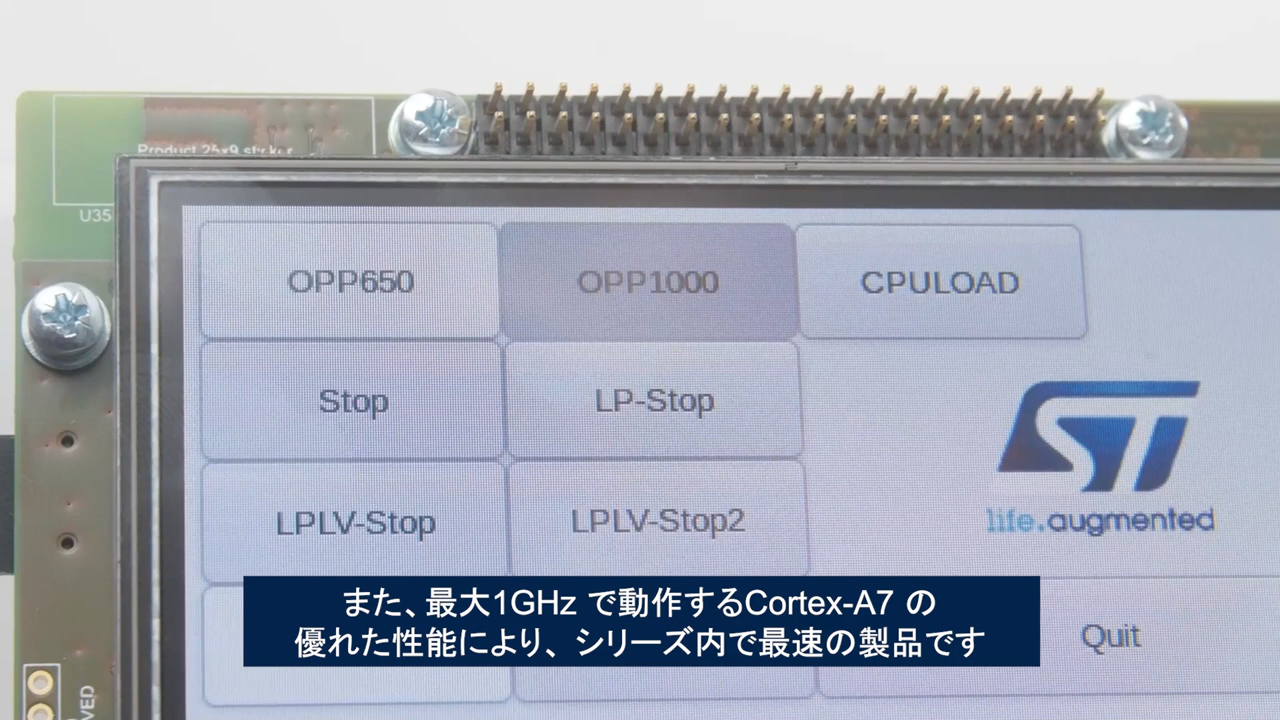 Product 25x9 sticker
U35
OPP650
OPP1000
CPULOAD
Stop
LP-Stop
ST
life.augmented
LPLV-Stop
LPLV-Stop2
また、最大1GHz で動作するCortex-A7 の
優れた性能により、シリーズ内で最速の製品です
Quit